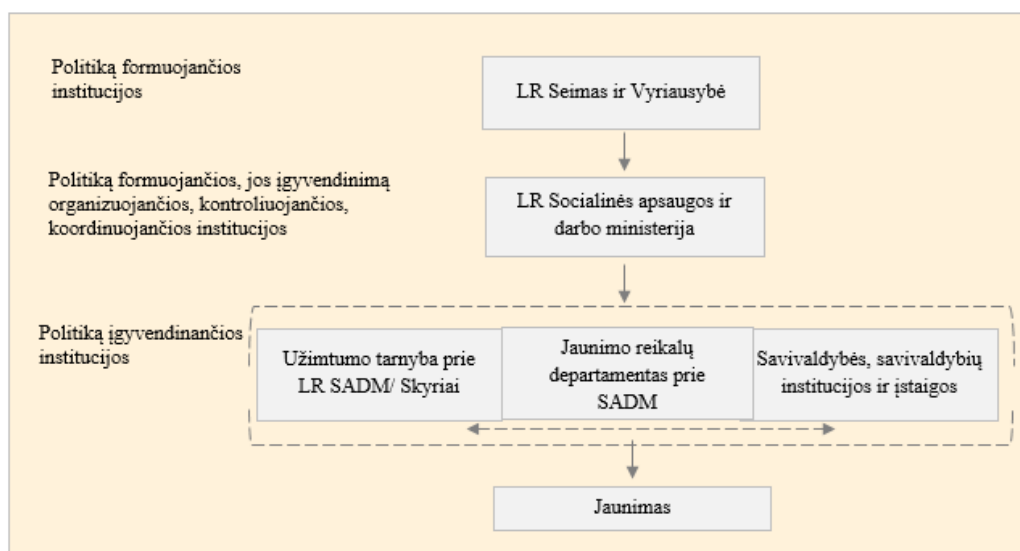 Politiką formuojančios
institucijos
LR Seimas ir Vyriausybė
Politiką formuojančios, jos įgyvendinimą
organizuojančios, kontroliuojančios,
koordinuojančios institucijos
LR Socialinės apsaugos ir
darbo ministerija
Politiką įgyvendinančios
institucijos
Užimtumo tarnyba prie
LR SADM/ Skyriai
Jaunimo reikalų
departamentas prie
SADM
Savivaldybės, savivaldybių
institucijos ir įstaigos
Jaunimas